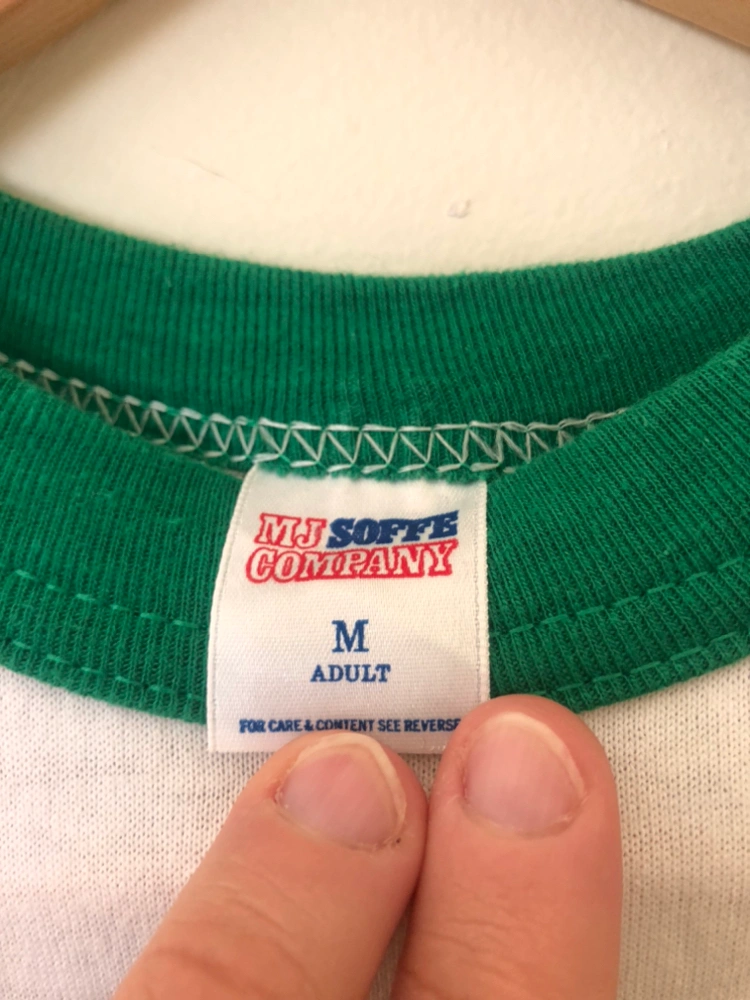 MJ SOFFE
COMPANY
M
ADULT
FOR CARE & CONTENT SEE REVERSE